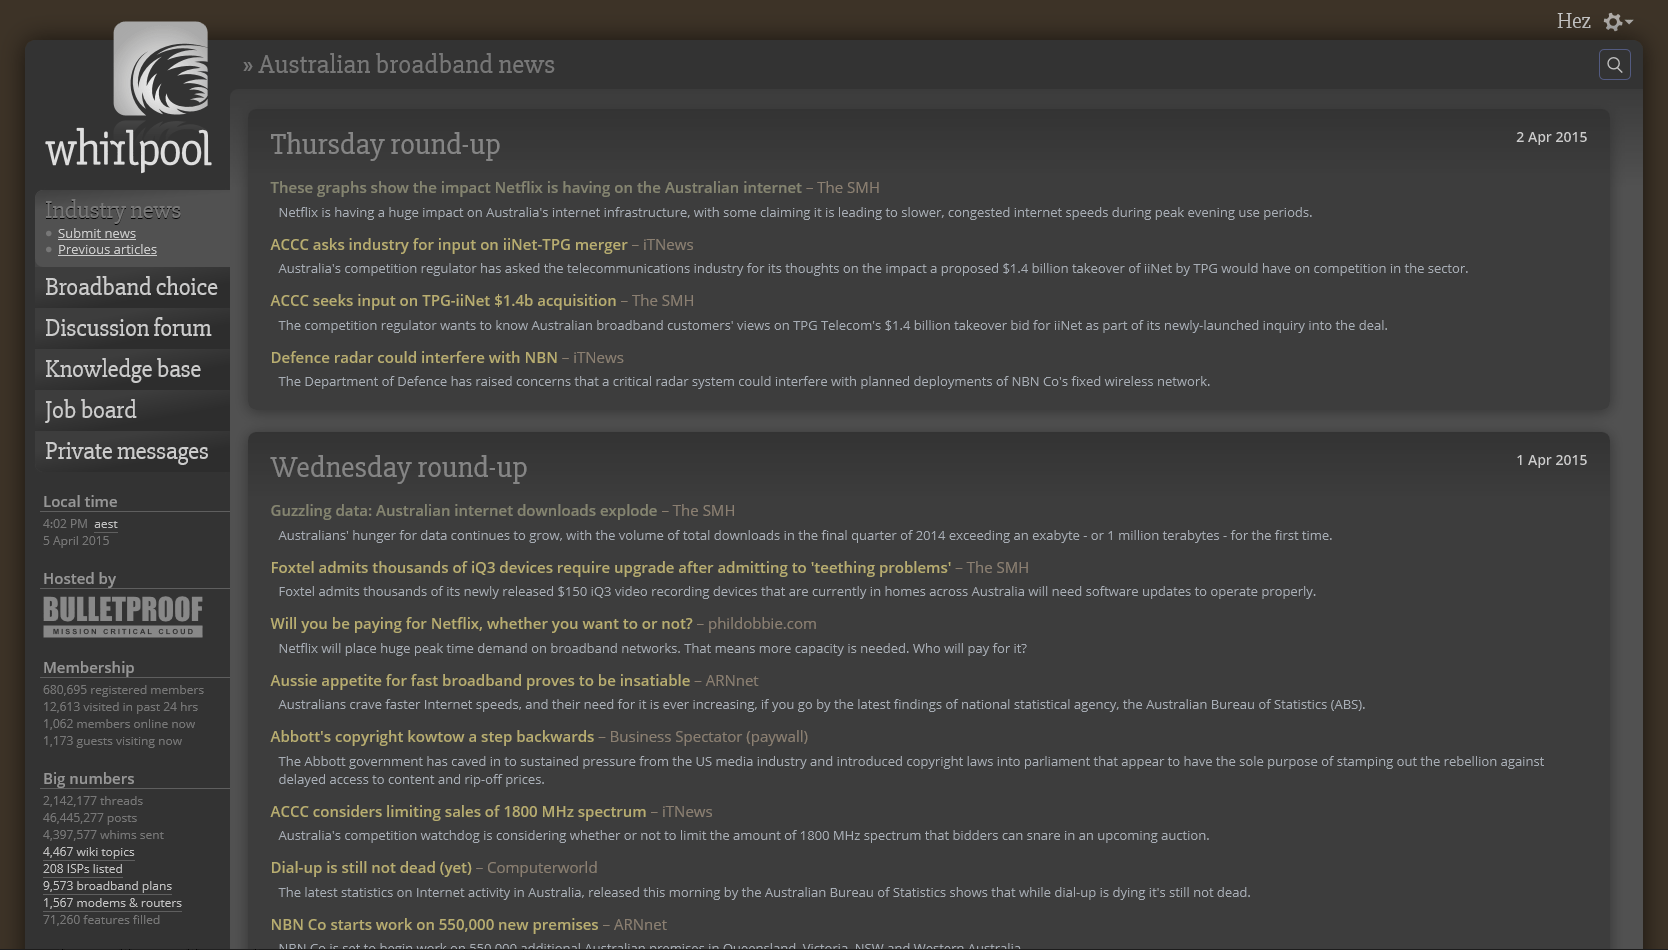 Hez
whirlpool
» Australian broadband news
Industry news
Submit news
Previous articles
Broadband choice
Discussion forum
Knowledge base
Job board
Private messages
Local time
4:02 PM aest
5 April 2015
Hosted by
BULLETPROOF
MISSION CRITICAL CLOUD
Membership
680,695 registered members
12,613 visited in past 24 hrs
1,062 members online now
1,173 guests visiting now
Big numbers
2,142,177 threads
46,445,277 posts
4,397,577 whims sent
4,467 wiki topics
208 ISPs listed
9,573 broadband plans
1,567 modems & routers
71,260 features filled
Thursday round-up
2 Apr 2015
These graphs show the impact Netflix is having on the Australian internet – The SMH
Netflix is having a huge impact on Australia's internet infrastructure, with some claiming it is leading to slower, congested internet speeds during peak evening use periods.
ACCC asks industry for input on iiNet-TPG merger – iTNews
Australia's competition regulator has asked the telecommunications industry for its thoughts on the impact a proposed $1.4 billion takeover of iiNet by TPG would have on competition in the sector.
ACCC seeks input on TPG-iiNet $1.4b acquisition – The SMH
The competition regulator wants to know Australian broadband customers' views on TPG Telecom's $1.4 billion takeover bid for iiNet as part of its newly-launched inquiry into the deal.
Defence radar could interfere with NBN – iTNews
The Department of Defence has raised concerns that a critical radar system could interfere with planned deployments of NBN Co's fixed wireless network.
Wednesday round-up
1 Apr 2015
Guzzling data: Australian internet downloads explode – The SMH
Australians' hunger for data continues to grow, with the volume of total downloads in the final quarter of 2014 exceeding an exabyte - or 1 million terabytes - for the first time.
Foxtel admits thousands of iQ3 devices require upgrade after admitting to 'teething problems' – The SMH
Foxtel admits thousands of its newly released $150 iQ3 video recording devices that are currently in homes across Australia will need software updates to operate properly.
Will you be paying for Netflix, whether you want to or not? – phildobbie.com
Netflix will place huge peak time demand on broadband networks. That means more capacity is needed. Who will pay for it?
Aussie appetite for fast broadband proves to be insatiable – ARNnet
Australians crave faster Internet speeds, and their need for it is ever increasing, if you go by the latest findings of national statistical agency, the Australian Bureau of Statistics (ABS).
Abbott's copyright kowtow a step backwards – Business Spectator (paywall)
The Abbott government has caved in to sustained pressure from the US media industry and introduced copyright laws into parliament that appear to have the sole purpose of stamping out the rebellion against
delayed access to content and rip-off prices.
ACCC considers limiting sales of 1800 MHz spectrum – iTNews
Australia's competition watchdog is considering whether or not to limit the amount of 1800 MHz spectrum that bidders can snare in an upcoming auction.
Dial-up is still not dead (yet) – Computerworld
The latest statistics on Internet activity in Australia, released this morning by the Australian Bureau of Statistics shows that while dial-up is dying it's still not dead.
NBN Co starts work on 550,000 new premises – ARNnet
NBN Co is set to begin work on 550,000 additional Australian premises in Queensland, Victoria, NSW and Western Australia.